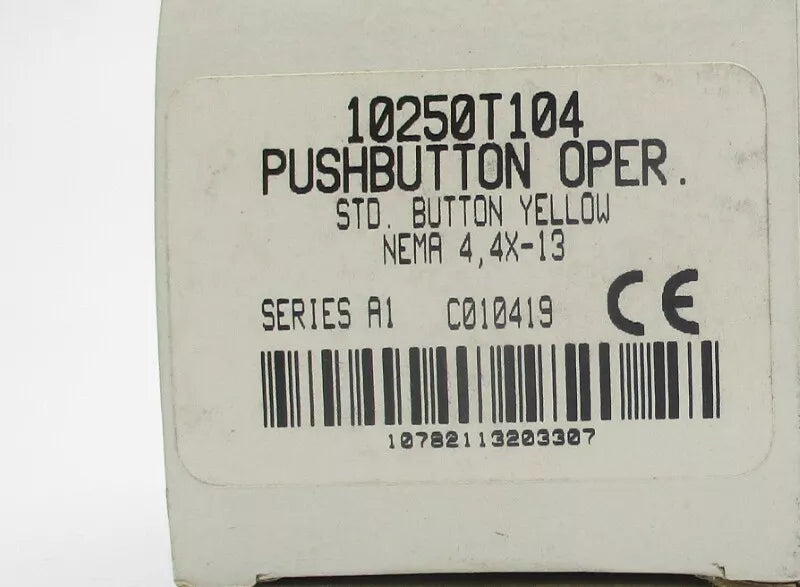 10250T104
PUSHBUTTON OPER.
STD. BUTTON YELLOW
NEMA 4,4X-13
SERIES A1 C010419 CE
10782113203307